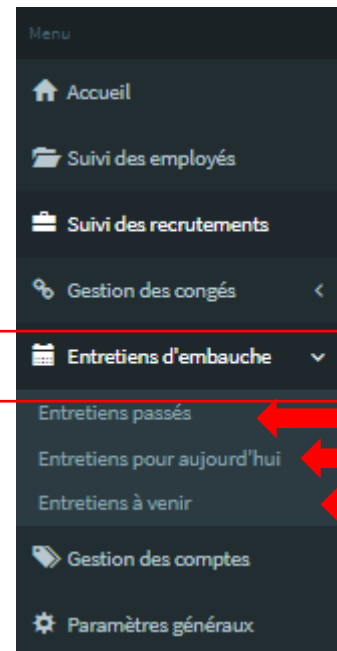 Menu
Accueil
Suivi des employés
Suivi des recrutements
Gestion des congés
Entretiens d'embauche
Entretiens passés
Entretiens pour aujourd'hui
Entretiens à venir
Gestion des comptes
Paramètres généraux